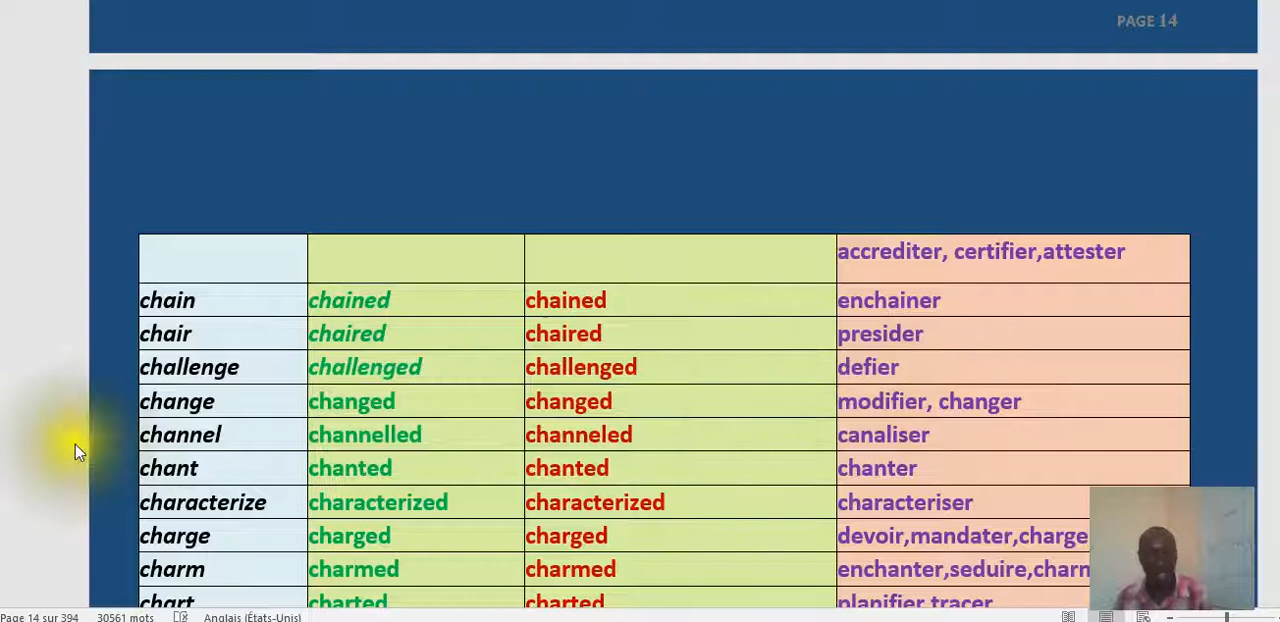 PAGE 14
accrediter, certifier,attester
chain chained chained enchainer
chair chaired chaired presider
challenge challenged challenged defier
change changed changed modifier, changer
channel channelled channeled canaliser
chant chanted chanted chanter
characterize characterized characterized characteriser
charge charged charged devoir,mandater,charge
charm charmed charmed enchanter,seduire,charm
chart charted charted planifier,tracer
Page 14 sur 394 30561 mots Anglais (États-Unis)